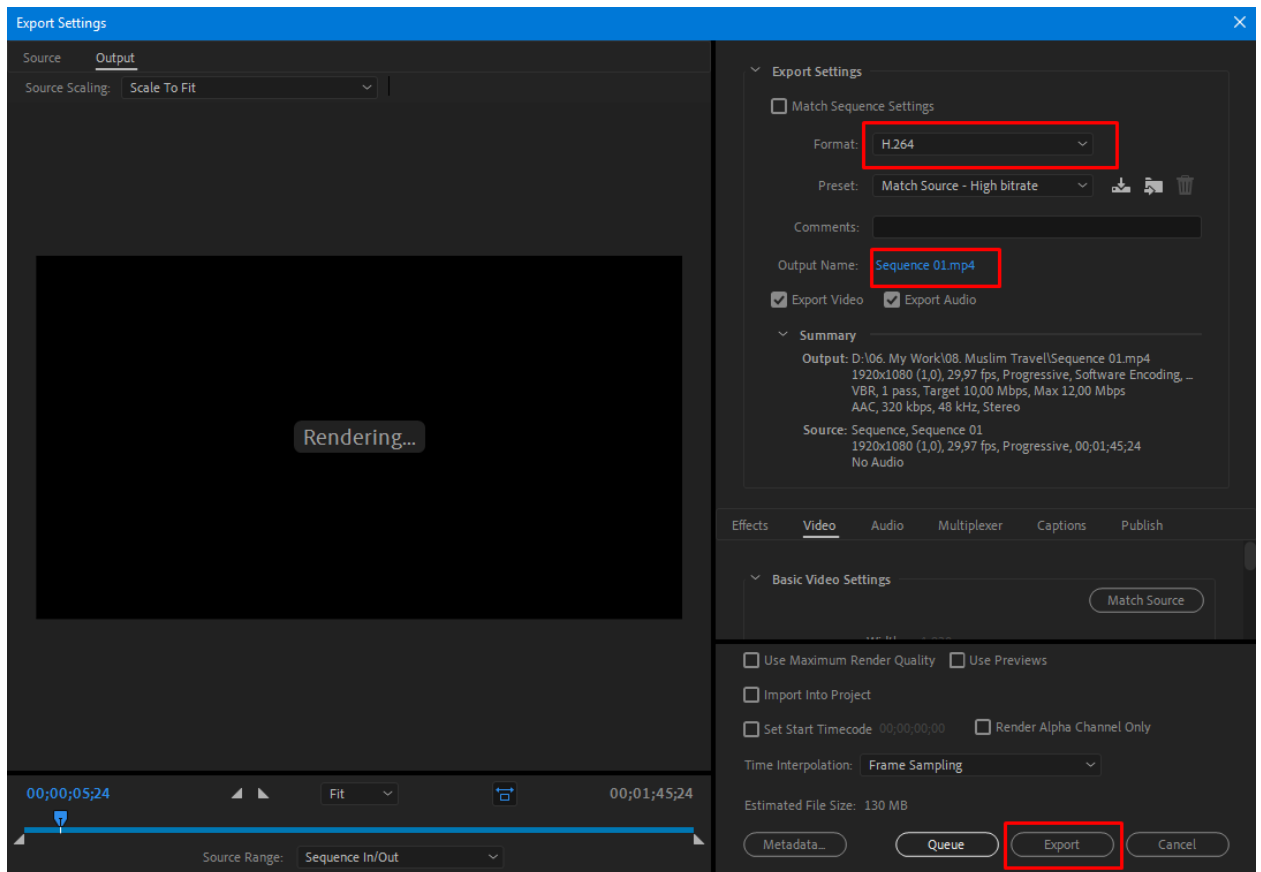 Export Settings
Source Output
Source Scaling: Scale To Fit
Rendering...
00;00;05;24 Fit 00;01;45;24
Source Range: Sequence In/Out
Export Settings
Match Sequence Settings
Format: H.264
Preset: Match Source - High bitrate
Comments:
Output Name: Sequence 01.mp4
Export Video Export Audio
Summary
Output: D:\06. My Work\08. Muslim Travel\Sequence 01.mp4
1920x1080 (1,0), 29,97 fps, Progressive, Software Encoding, ...
VBR, 1 pass, Target 10,00 Mbps, Max 12,00 Mbps
AAC, 320 kbps, 48 kHz, Stereo
Source: Sequence, Sequence 01
1920x1080 (1,0), 29,97 fps, Progressive, 00;01;45;24
No Audio
Effects Video Audio Multiplexer Captions Publish
Basic Video Settings
Match Source
Use Maximum Render Quality Use Previews
Import Into Project
Set Start Timecode 00;00;00;00 Render Alpha Channel Only
Time Interpolation: Frame Sampling
Estimated File Size: 130 MB
Metadata... Queue Export Cancel